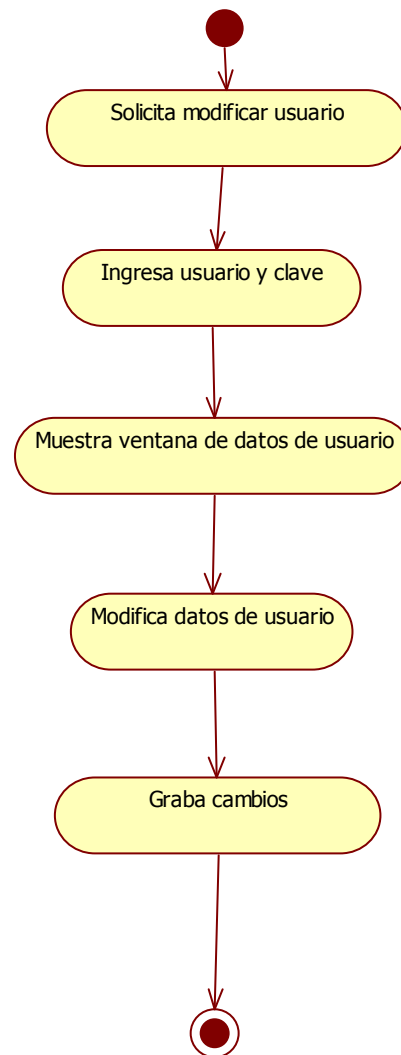 Solicita modificar usuario
Ingresa usuario y clave
Muestra ventana de datos de usuario
Modifica datos de usuario
Graba cambios